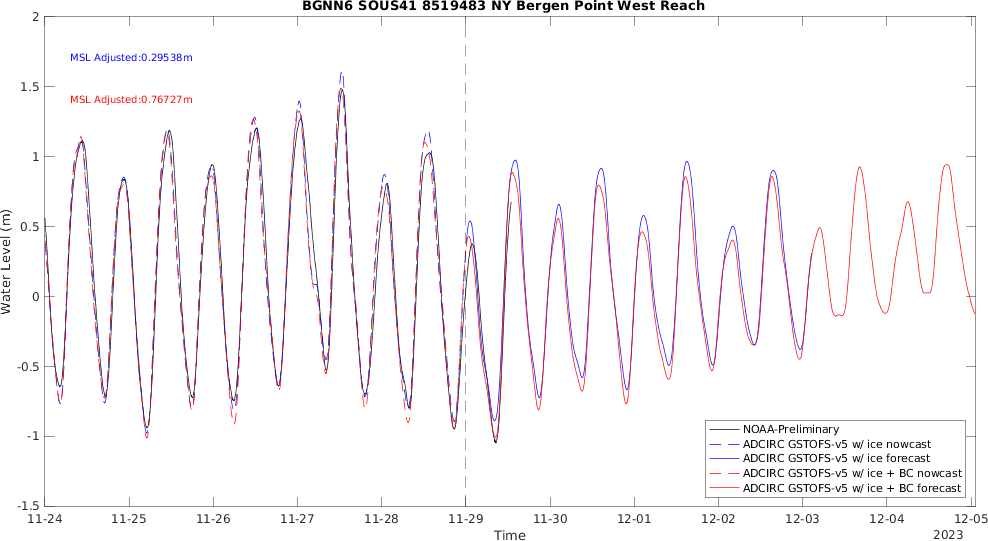 BGNN6 SOUS41 8519483 NY Bergen Point West Reach
2
1.5
1
0.5
0
-0.5
-1
-1.5
Water Level (m)
MSL Adjusted:0.29538m
MSL Adjusted:0.76727m
NOAA-Preliminary
ADCIRC GSTOFS-v5 w/ ice nowcast
ADCIRC GSTOFS-v5 w/ ice forecast
ADCIRC GSTOFS-v5 w/ ice + BC nowcast
ADCIRC GSTOFS-v5 w/ ice + BC forecast
11-24 11-25 11-26 11-27 11-28 11-29 11-30 12-01 12-02 12-03 12-04 12-05
Time
2023